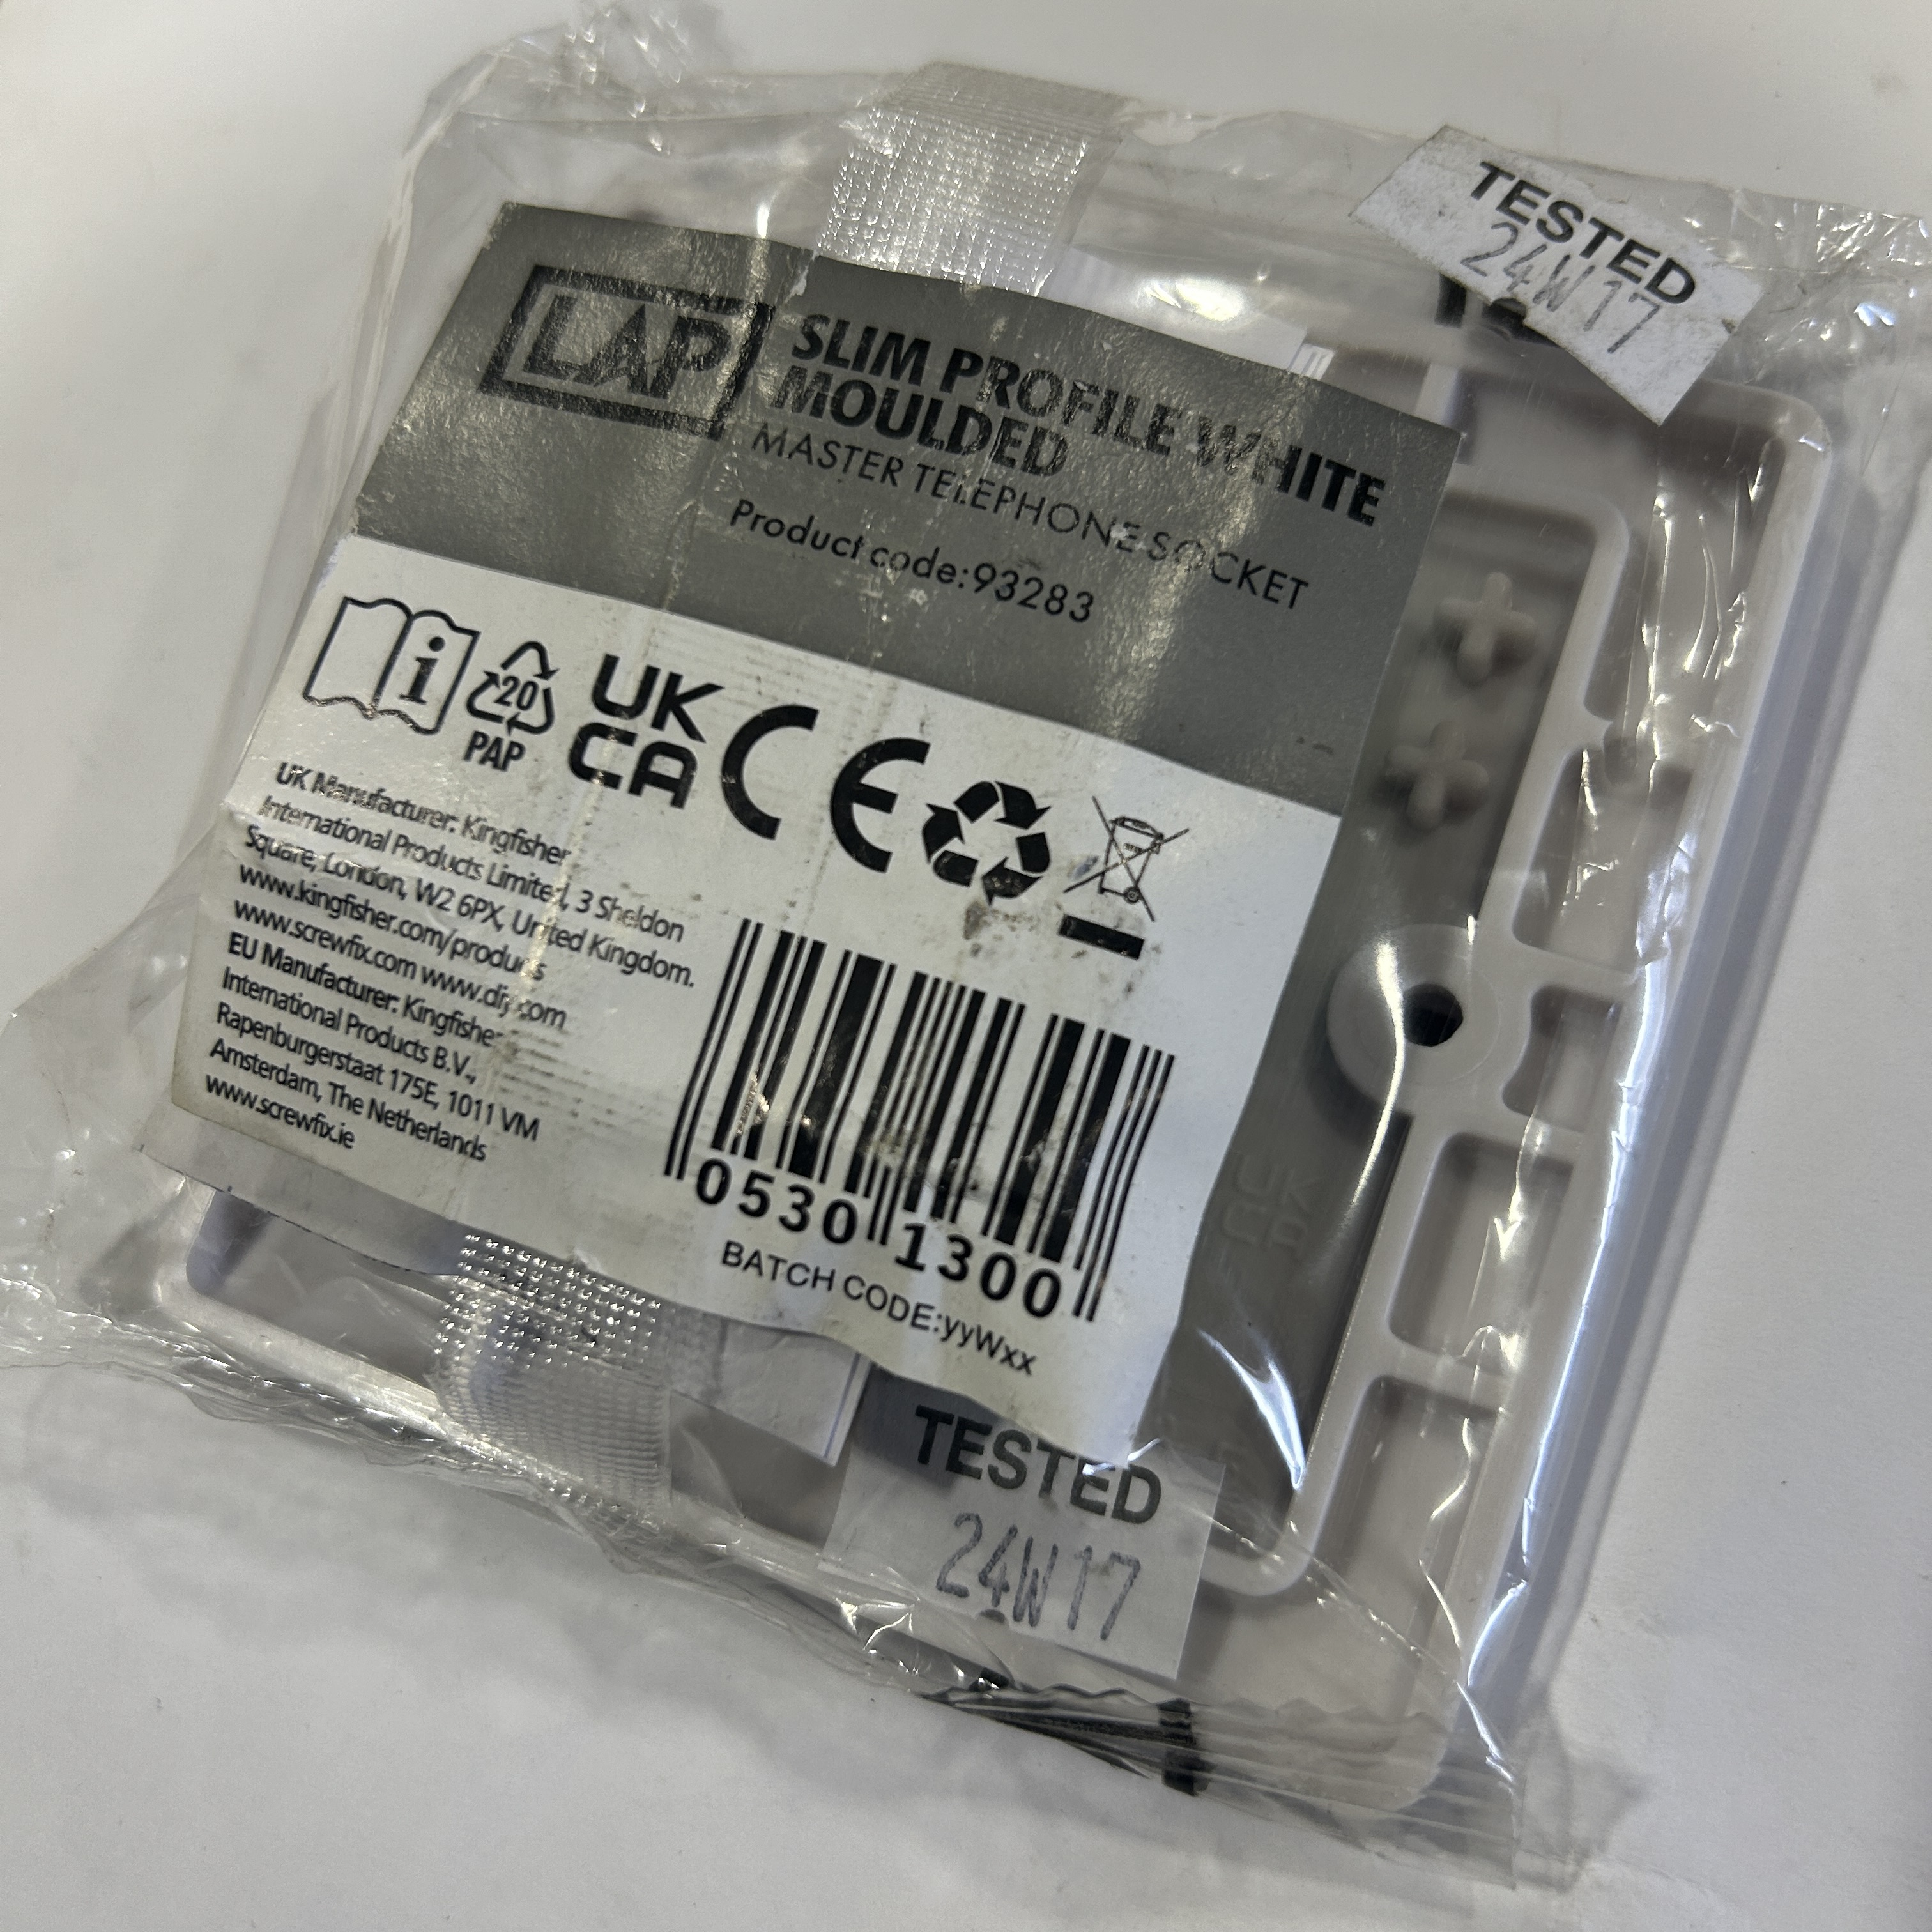 TESTED
24W17
LAP
SLIM PROFILE WHITE
MOULDED
MASTER TELEPHONE SOCKET
Product code:93283
i
20
PAP
UK
CA
CE
UK Manufacturer: Kingfisher
International Products Limited, 3 Sheldon
Square, London, W2 6PX, United Kingdom.
www.kingfisher.com/products
www.screwfix.com www.diy.com
EU Manufacturer: Kingfisher
International Products B.V.,
Rapenburgerstaat 175E, 1011 VM
Amsterdam, The Netherlands
www.screwfix.ie
0530 1300
BATCH CODE:yyWxx
UK
CA
TESTED
24W17